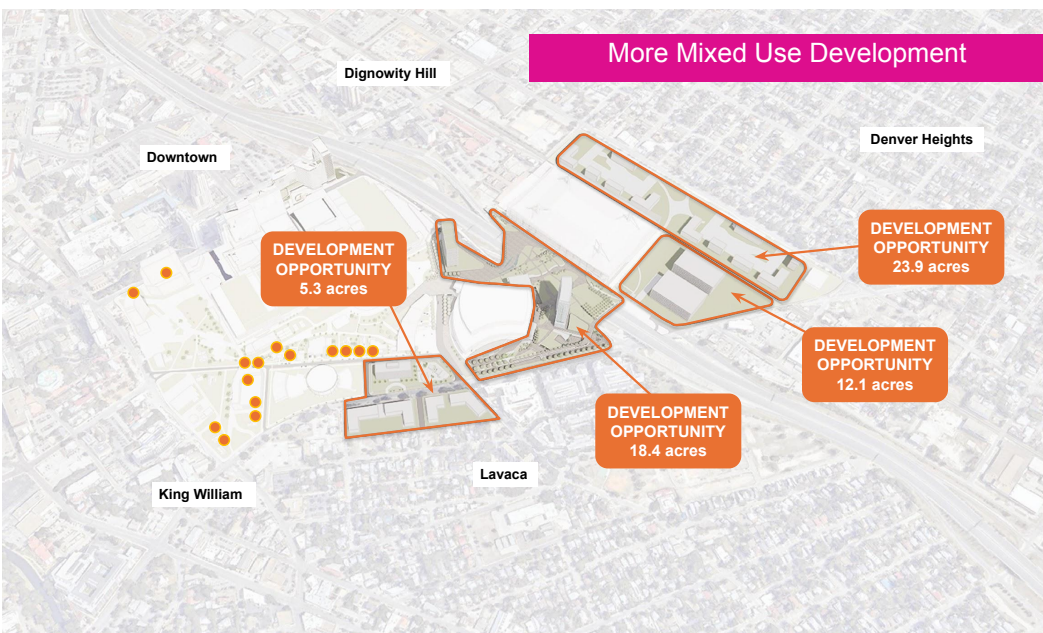 More Mixed Use Development
Dignowity Hill
Denver Heights
Downtown
DEVELOPMENT
OPPORTUNITY
23.9 acres
DEVELOPMENT
OPPORTUNITY
5.3 acres
DEVELOPMENT
OPPORTUNITY
12.1 acres
DEVELOPMENT
OPPORTUNITY
18.4 acres
Lavaca
King William